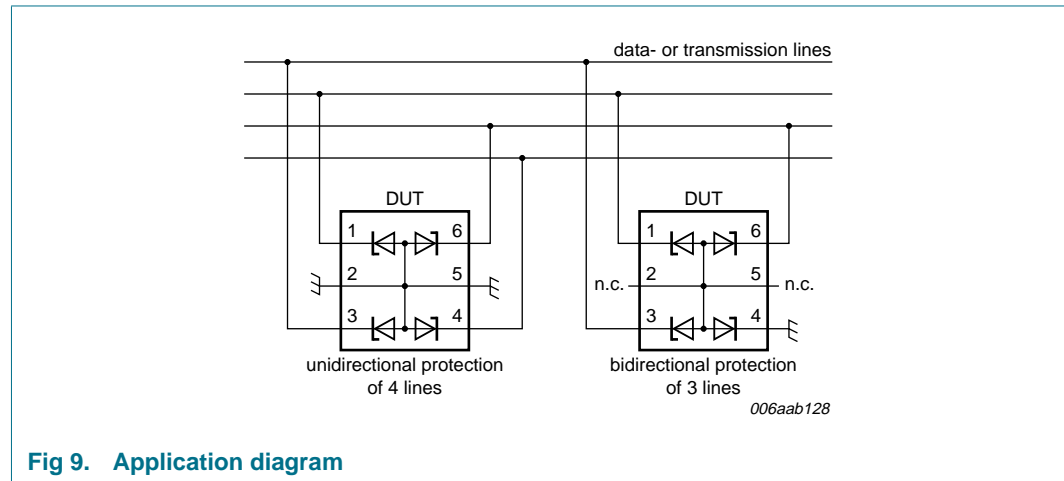 data- or transmission lines
DUT
1 6
2 5
3 4
unidirectional protection
of 4 lines
DUT
1 6
n.c. 2 5 n.c.
3 4
bidirectional protection
of 3 lines
006aab128
Fig 9. Application diagram